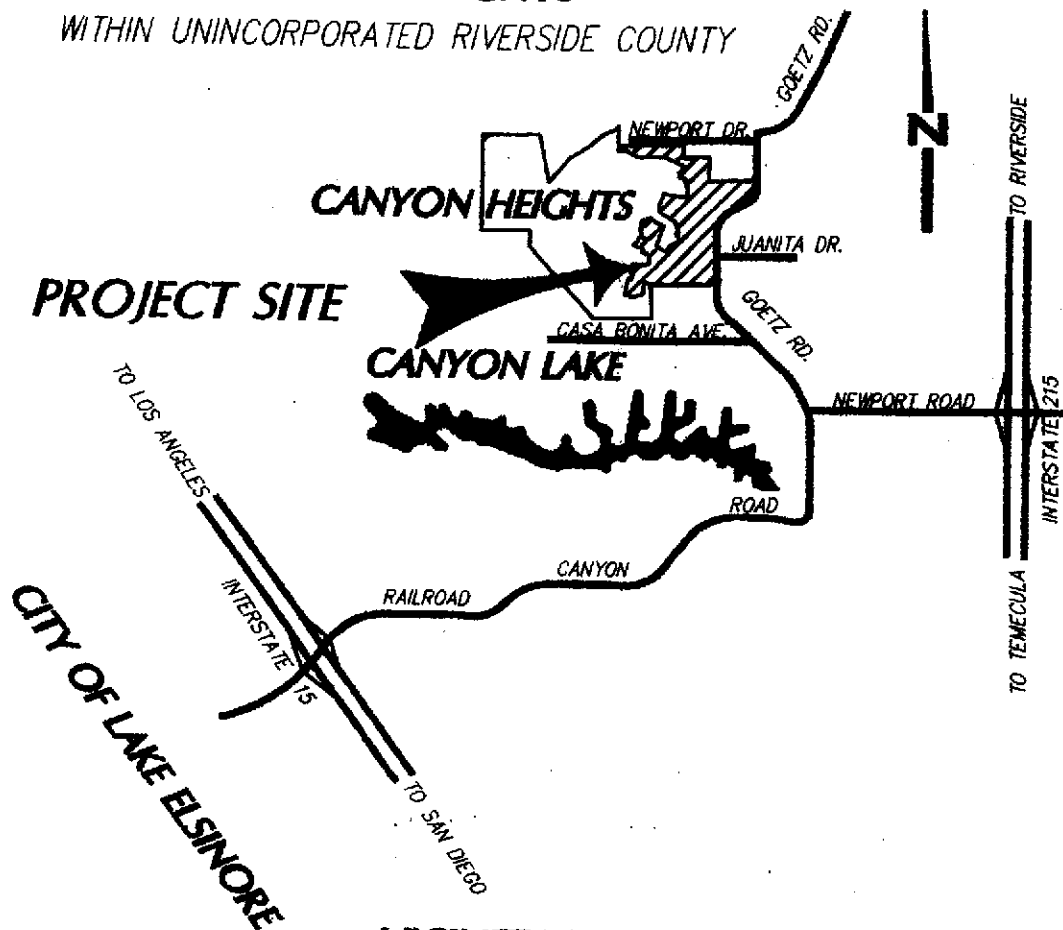 WITHIN UNINCORPORATED RIVERSIDE COUNTY
GOETZ RD.
NEWPORT DR.
N
TO RIVERSIDE
CANYON HEIGHTS
JUANITA DR.
PROJECT SITE
GOETZ RD.
CASA BONITA AVE.
CANYON LAKE
TO LOS ANGELES
NEWPORT ROAD
INTERSTATE 215
ROAD
CANYON
RAILROAD
INTERSTATE 15
TO TEMECULA
CITY OF LAKE ELSINORE
TO SAN DIEGO